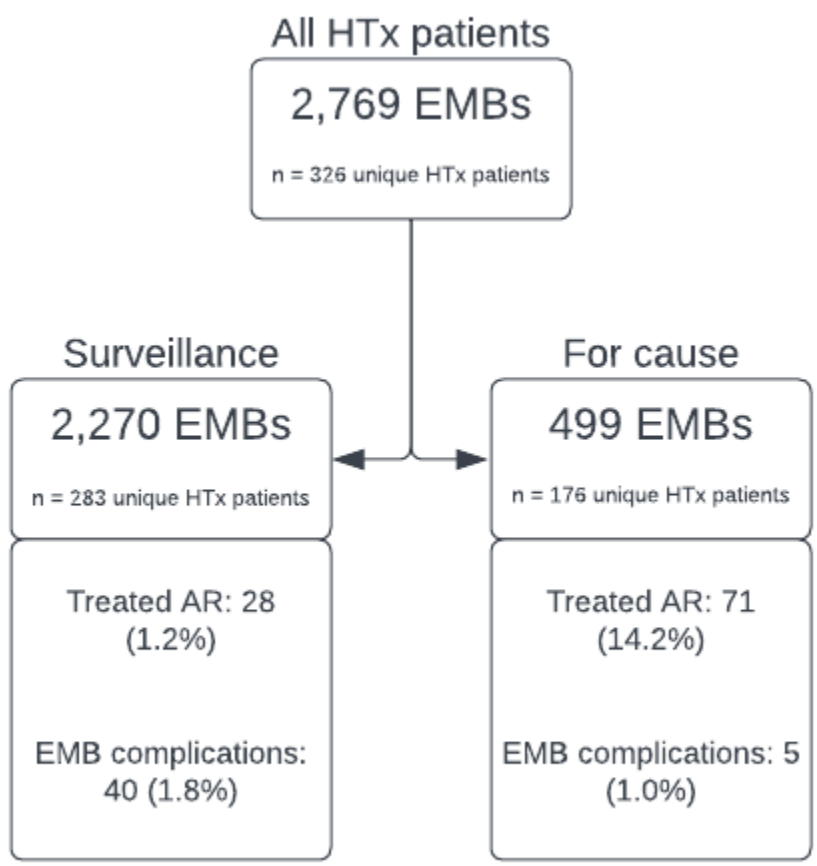 All HTx patients
2,769 EMBs
n = 326 unique HTx patients
Surveillance
2,270 EMBs
n = 283 unique HTx patients
Treated AR: 28
(1.2%)
EMB complications:
40 (1.8%)
For cause
499 EMBs
n = 176 unique HTx patients
Treated AR: 71
(14.2%)
EMB complications: 5
(1.0%)